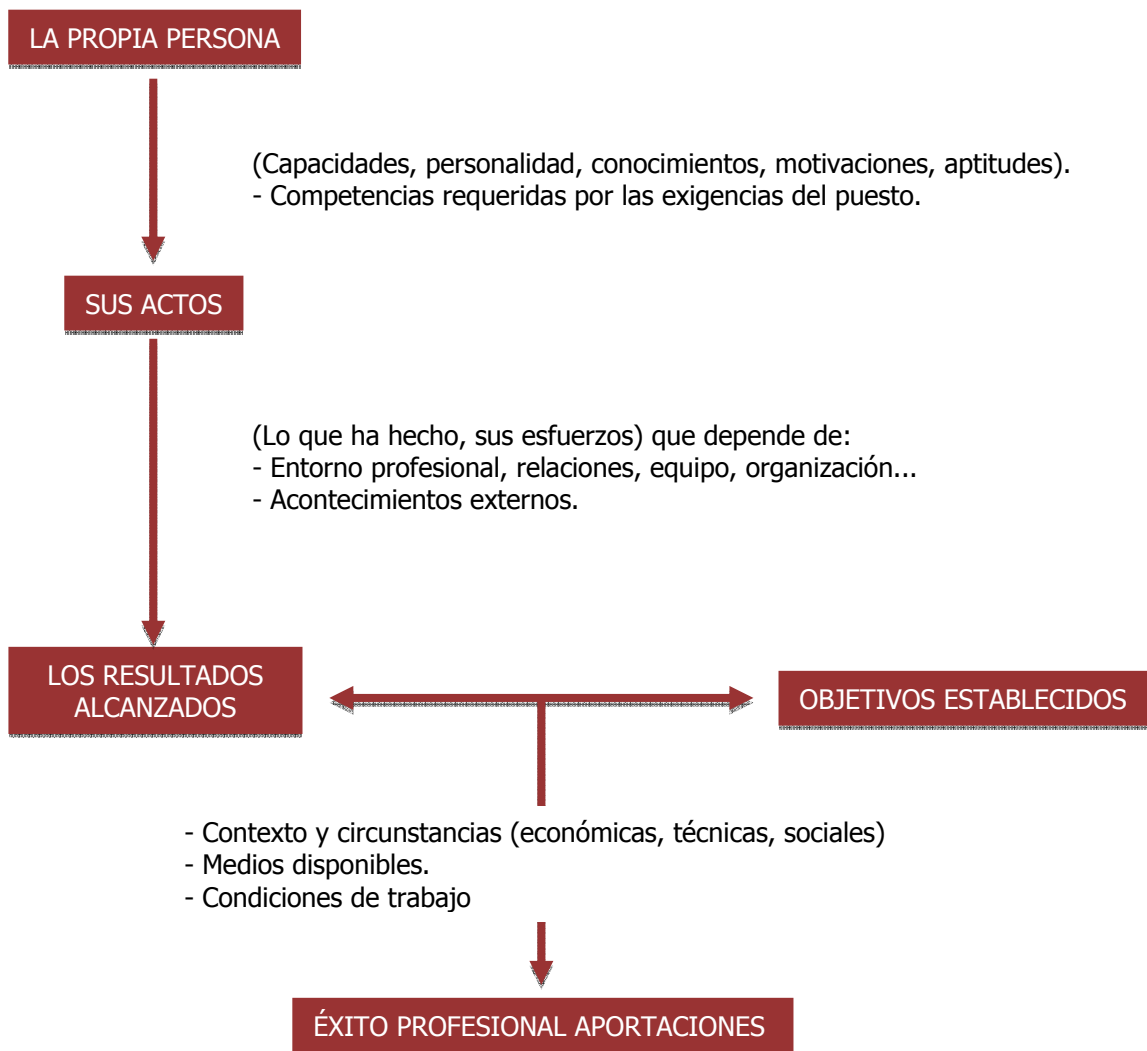 LA PROPIA PERSONA
(Capacidades, personalidad, conocimientos, motivaciones, aptitudes).
- Competencias requeridas por las exigencias del puesto.
SUS ACTOS
(Lo que ha hecho, sus esfuerzos) que depende de:
- Entorno profesional, relaciones, equipo, organización...
- Acontecimientos externos.
LOS RESULTADOS
ALCANZADOS
OBJETIVOS ESTABLECIDOS
- Contexto y circunstancias (económicas, técnicas, sociales)
- Medios disponibles.
- Condiciones de trabajo
ÉXITO PROFESIONAL APORTACIONES